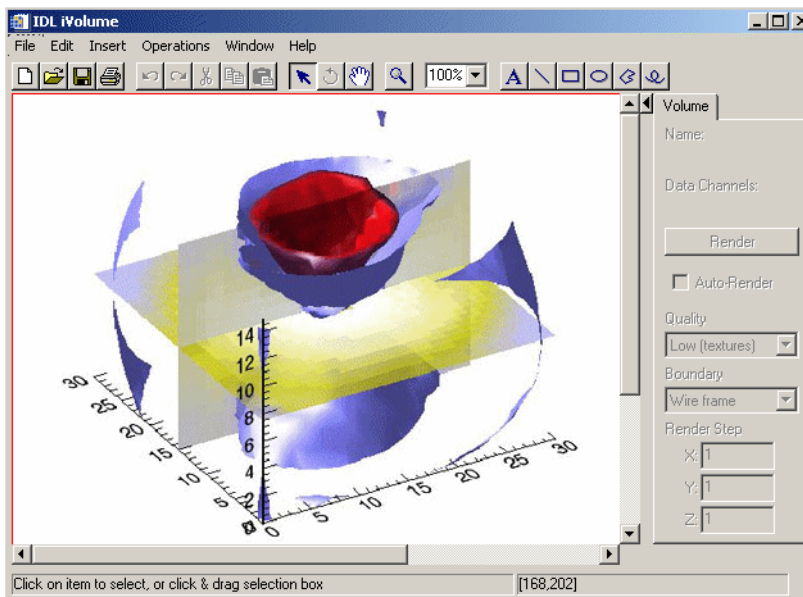 IDL iVolume
File Edit Insert Operations Window Help
100%
A
Volume
Name:
Data Channels:
Render
Auto-Render
Quality
Low (textures)
Boundary
Wire frame
Render Step
X: 1
Y: 1
Z: 1
14
12
10
8
6
4
2
30
25
20
15
10
5
0
5
10
15
20
25
30
Click on item to select, or click & drag selection box
[168,202]